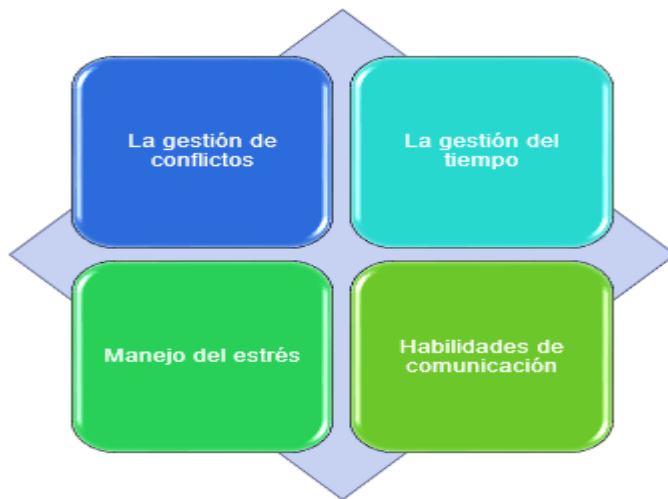 La gestión de
conflictos
La gestión del
tiempo
Manejo del estrés
Habilidades de
comunicación